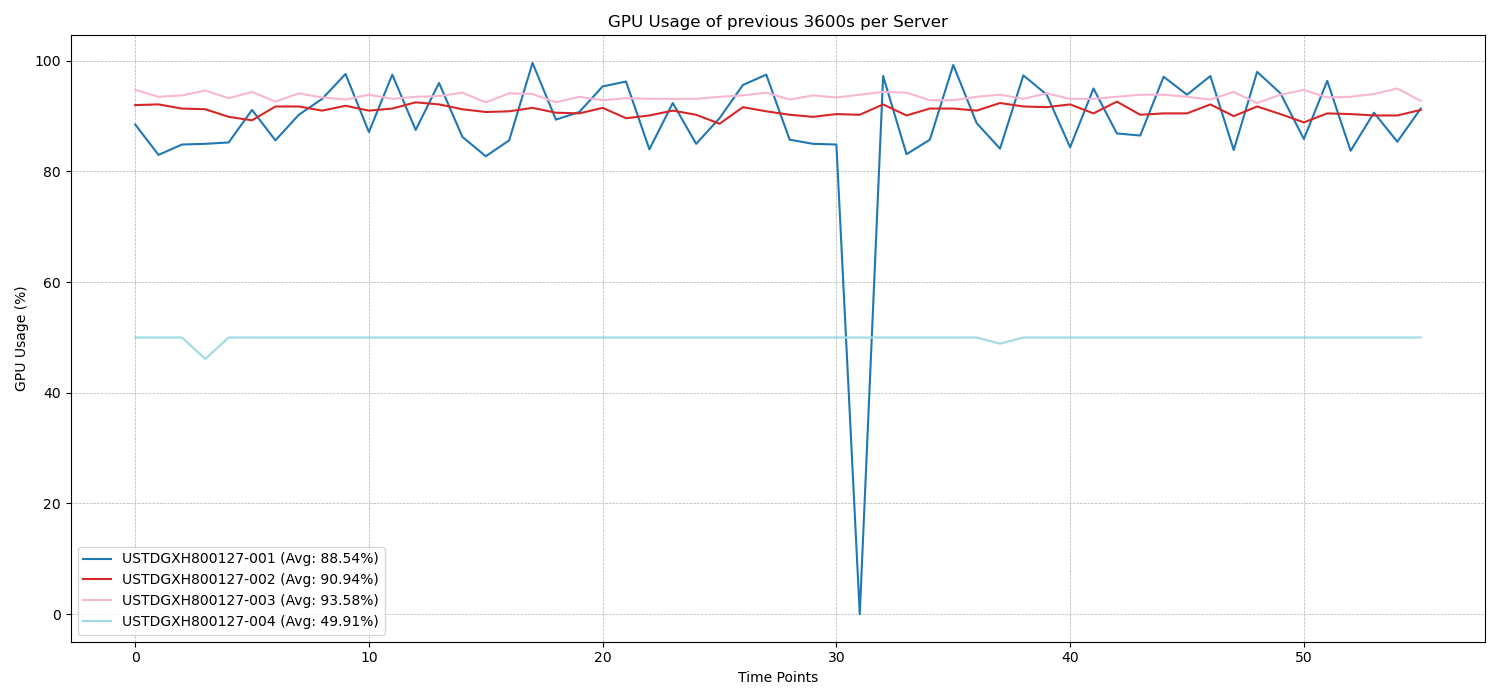 GPU Usage of previous 3600s per Server
100
80
60
40
20
0
GPU Usage (%)
USTDGXH800127-001 (Avg: 88.54%)
USTDGXH800127-002 (Avg: 90.94%)
USTDGXH800127-003 (Avg: 93.58%)
USTDGXH800127-004 (Avg: 49.91%)
0 10 20 30 40 50
Time Points